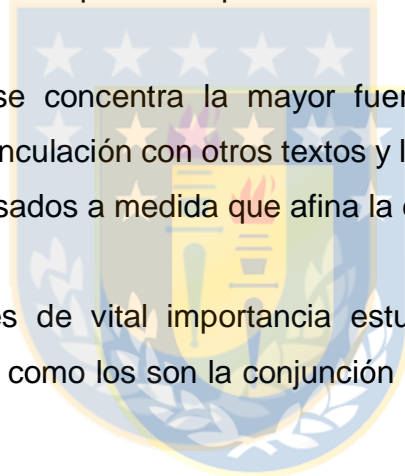 se concentra la mayor fuer
nculación con otros textos y l
sados a medida que afina la
es de vital importancia estu
como los son la conjunción